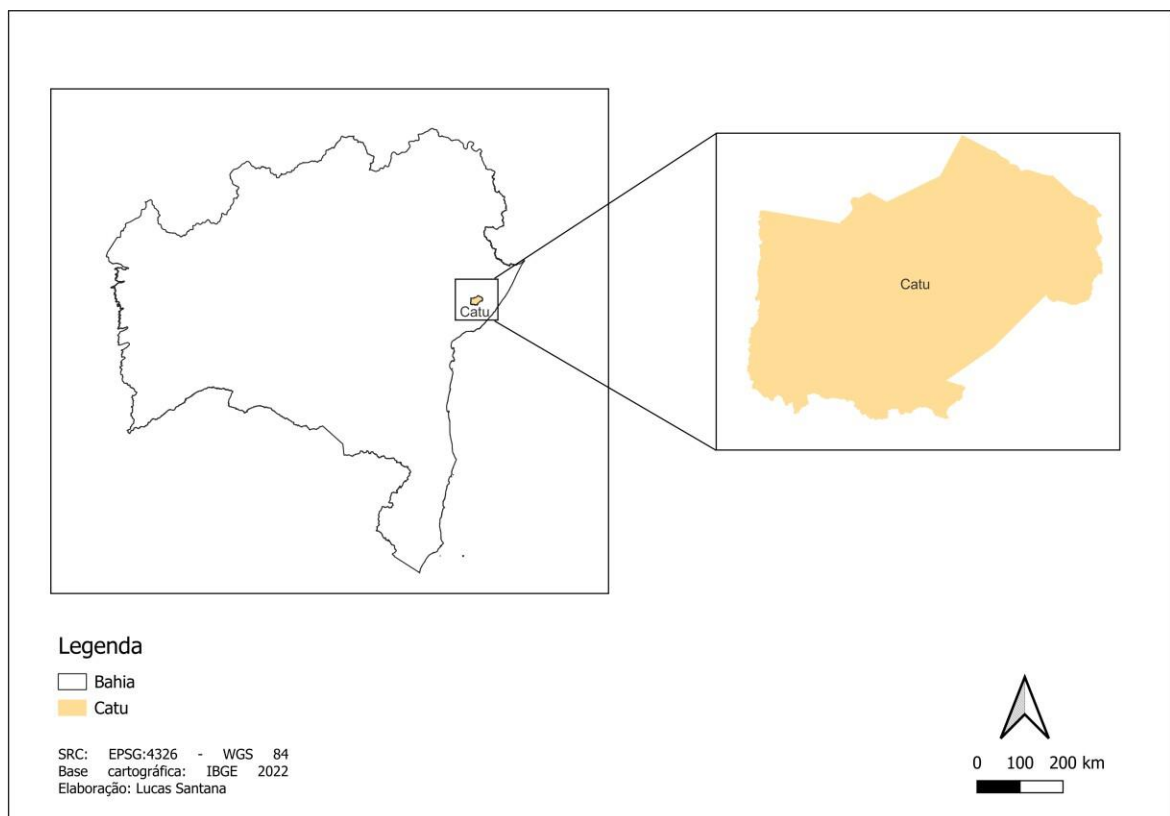 Catu
Catu
Legenda
Bahia
Catu
SRC: EPSG:4326 - WGS 84
Base cartográfica: IBGE 2022
Elaboração: Lucas Santana
0 100 200 km